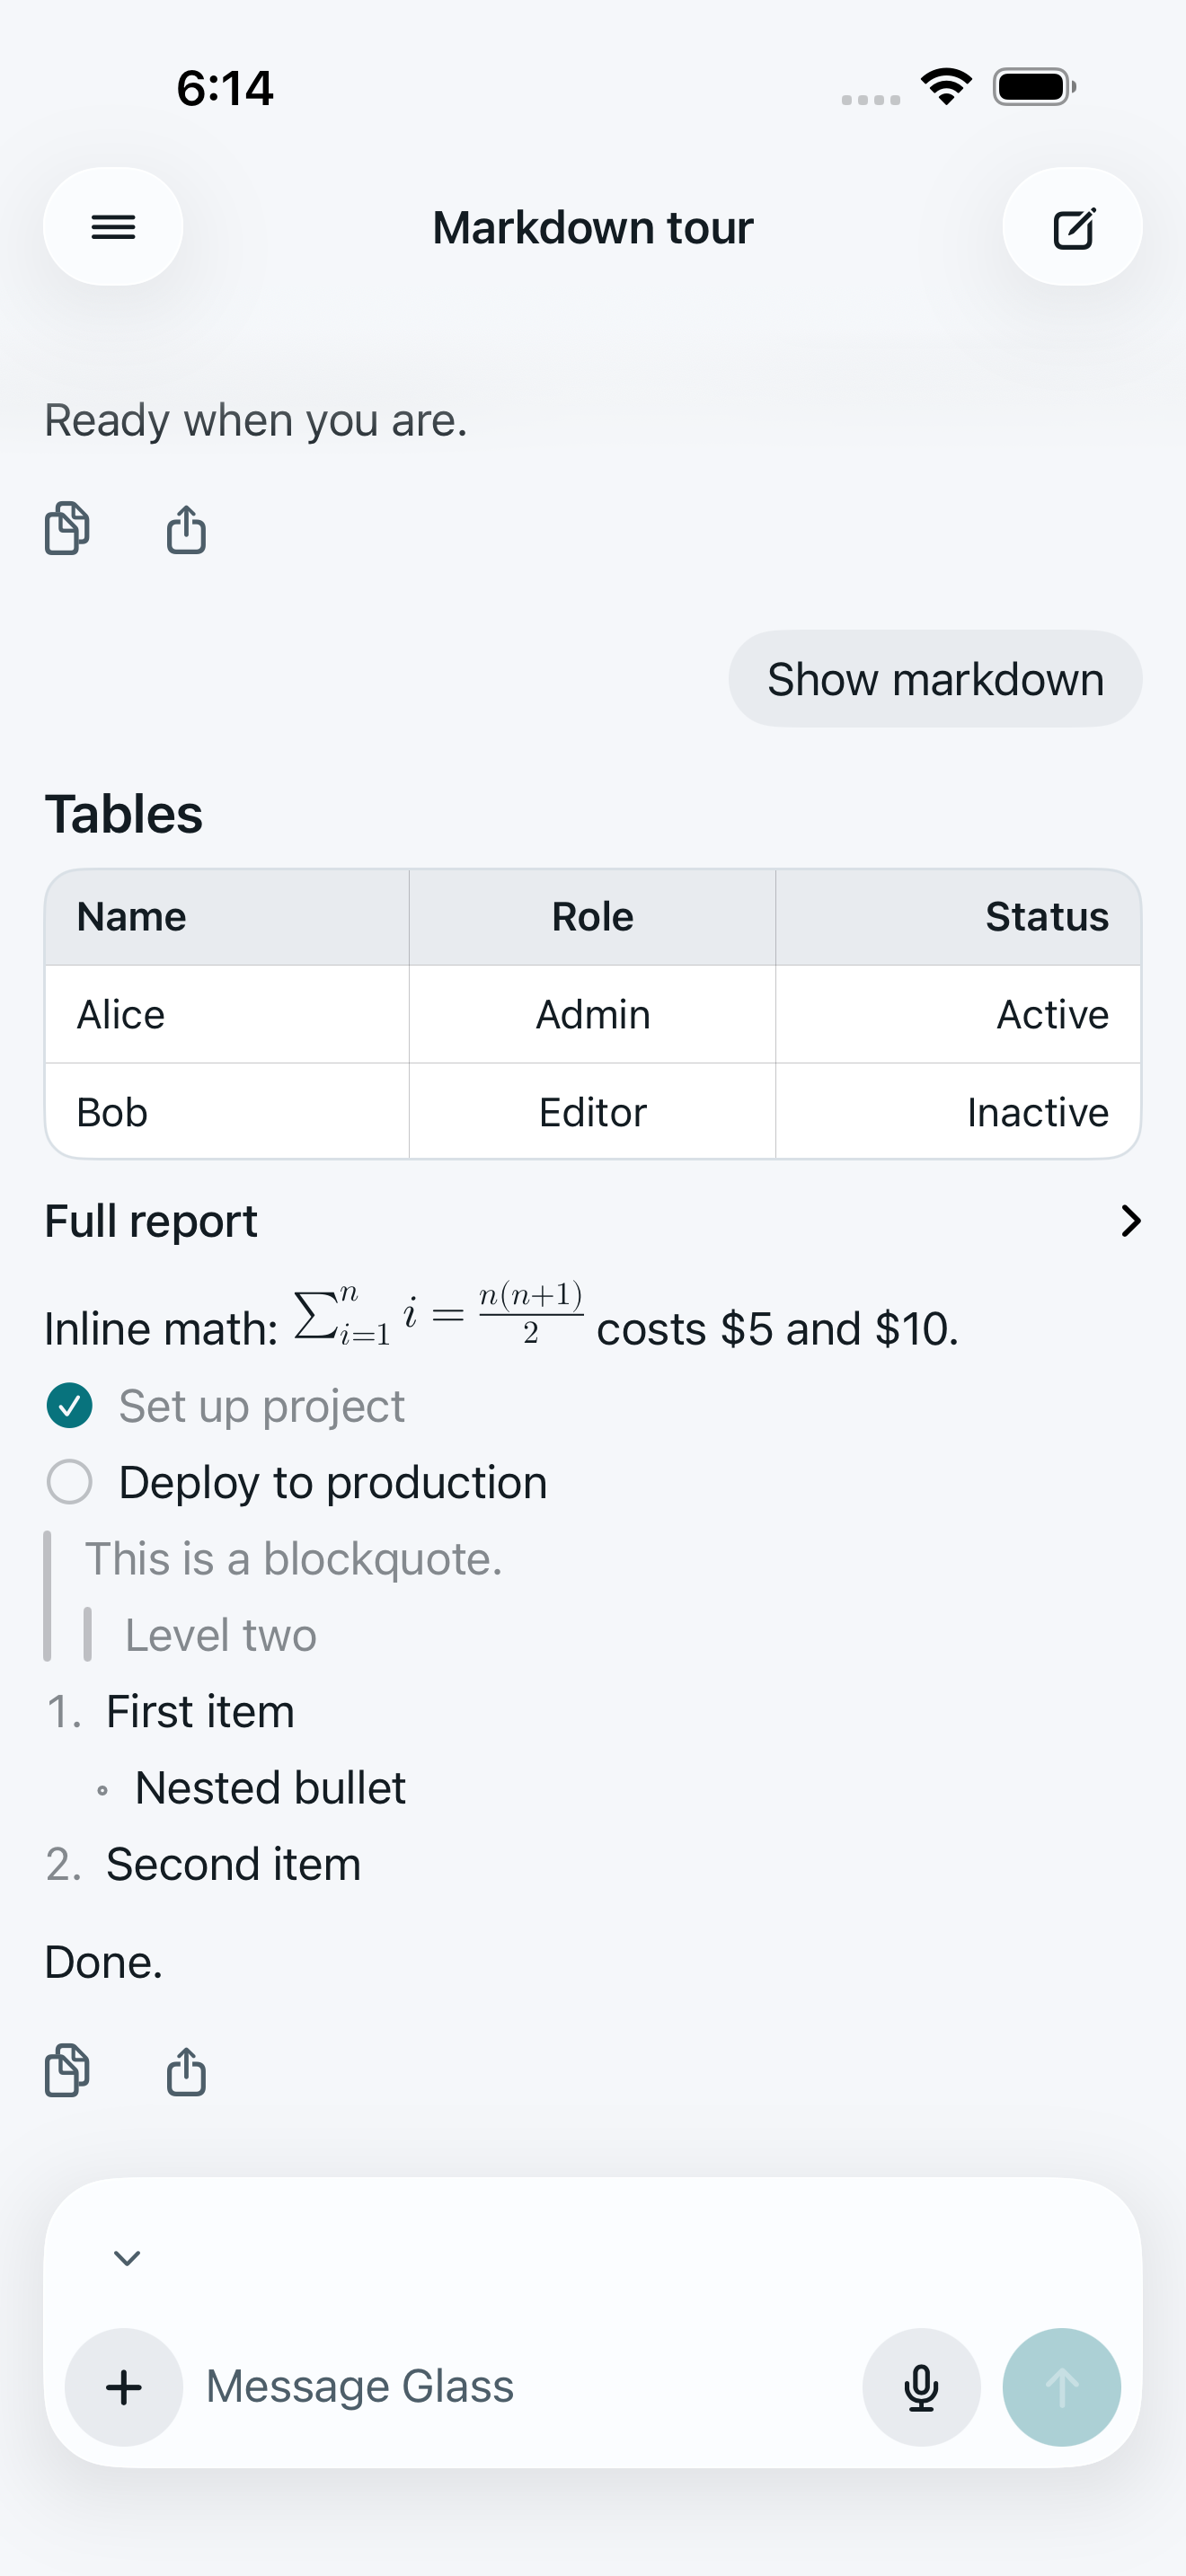 6:14
Markdown tour
Ready when you are.
Show markdown
Tables
Name Role Status
Alice Admin Active
Bob Editor Inactive
Full report
Inline math: ∑ⁿᵢ₌₁ i = n(n+1)/2 costs $5 and $10.
Set up project
Deploy to production
This is a blockquote.
Level two
1. First item
Nested bullet
2. Second item
Done.
Message Glass